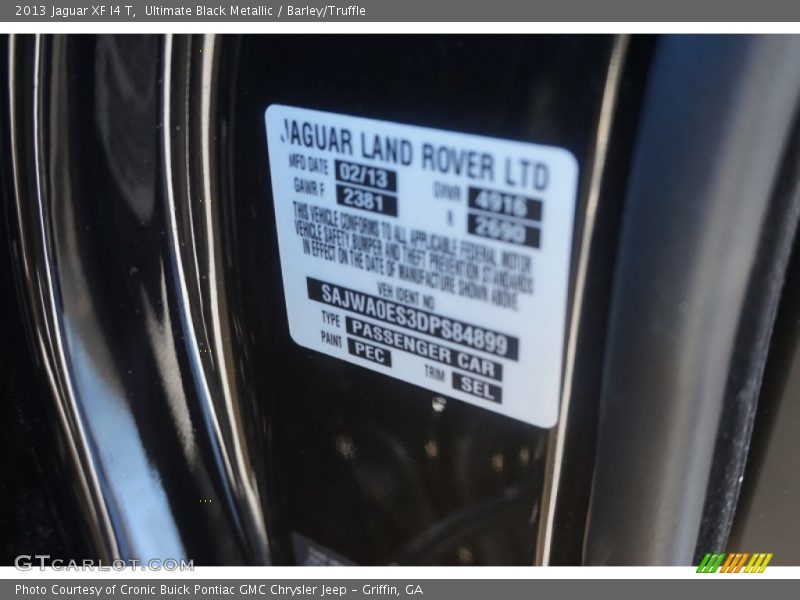 2013 Jaguar XF I4 T,  Ultimate Black Metallic / Barley/Truffle
JAGUAR LAND ROVER LTD
MFD DATE 02/13 GVWR 4916
GAWR F 2381 R 2690
THIS VEHICLE CONFORMS TO ALL APPLICABLE FEDERAL MOTOR
VEHICLE SAFETY BUMPER AND THEFT PREVENTION STANDARDS
IN EFFECT ON THE DATE OF MANUFACTURE SHOWN ABOVE.
VEH IDENT NO
SAJWA0ES3DPS84899
TYPE PASSENGER CAR
PAINT PEC TRIM SEL
GTCARLOT.COM
Photo Courtesy of Cronic Buick Pontiac GMC Chrysler Jeep - Griffin, GA